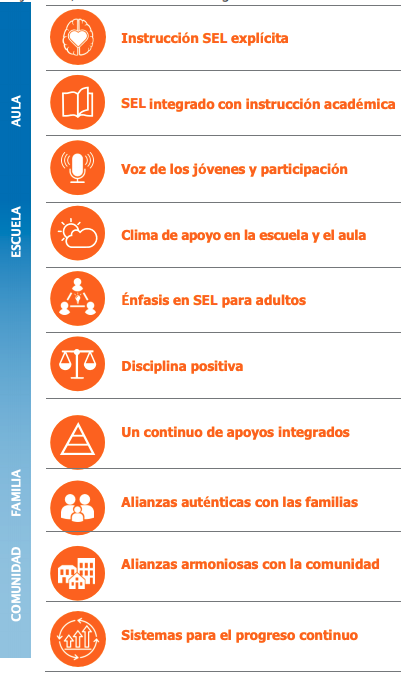 Instrucción SEL explícita
SEL integrado con instrucción académica
AULA
Voz de los jóvenes y participación
ESCUELA
Clima de apoyo en la escuela y el aula
Énfasis en SEL para adultos
Disciplina positiva
Un continuo de apoyos integrados
FAMILIA
Alianzas auténticas con las familias
COMUNIDAD
Alianzas armoniosas con la comunidad
Sistemas para el progreso continuo